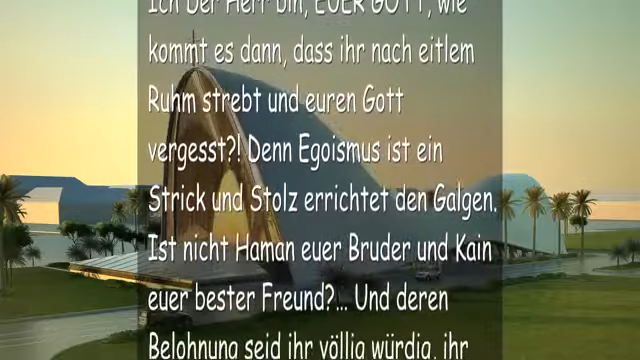 Ich Der Herr bin, EUER GOTT, wie
kommt es dann, dass ihr nach eitlem
Ruhm strebt und euren Gott
vergesst?! Denn Egoismus ist ein
Strick und Stolz errichtet den Galgen.
Ist nicht Haman euer Bruder und Kain
euer bester Freund?... Und deren
Belohnung seid ihr völlig würdig, ihr